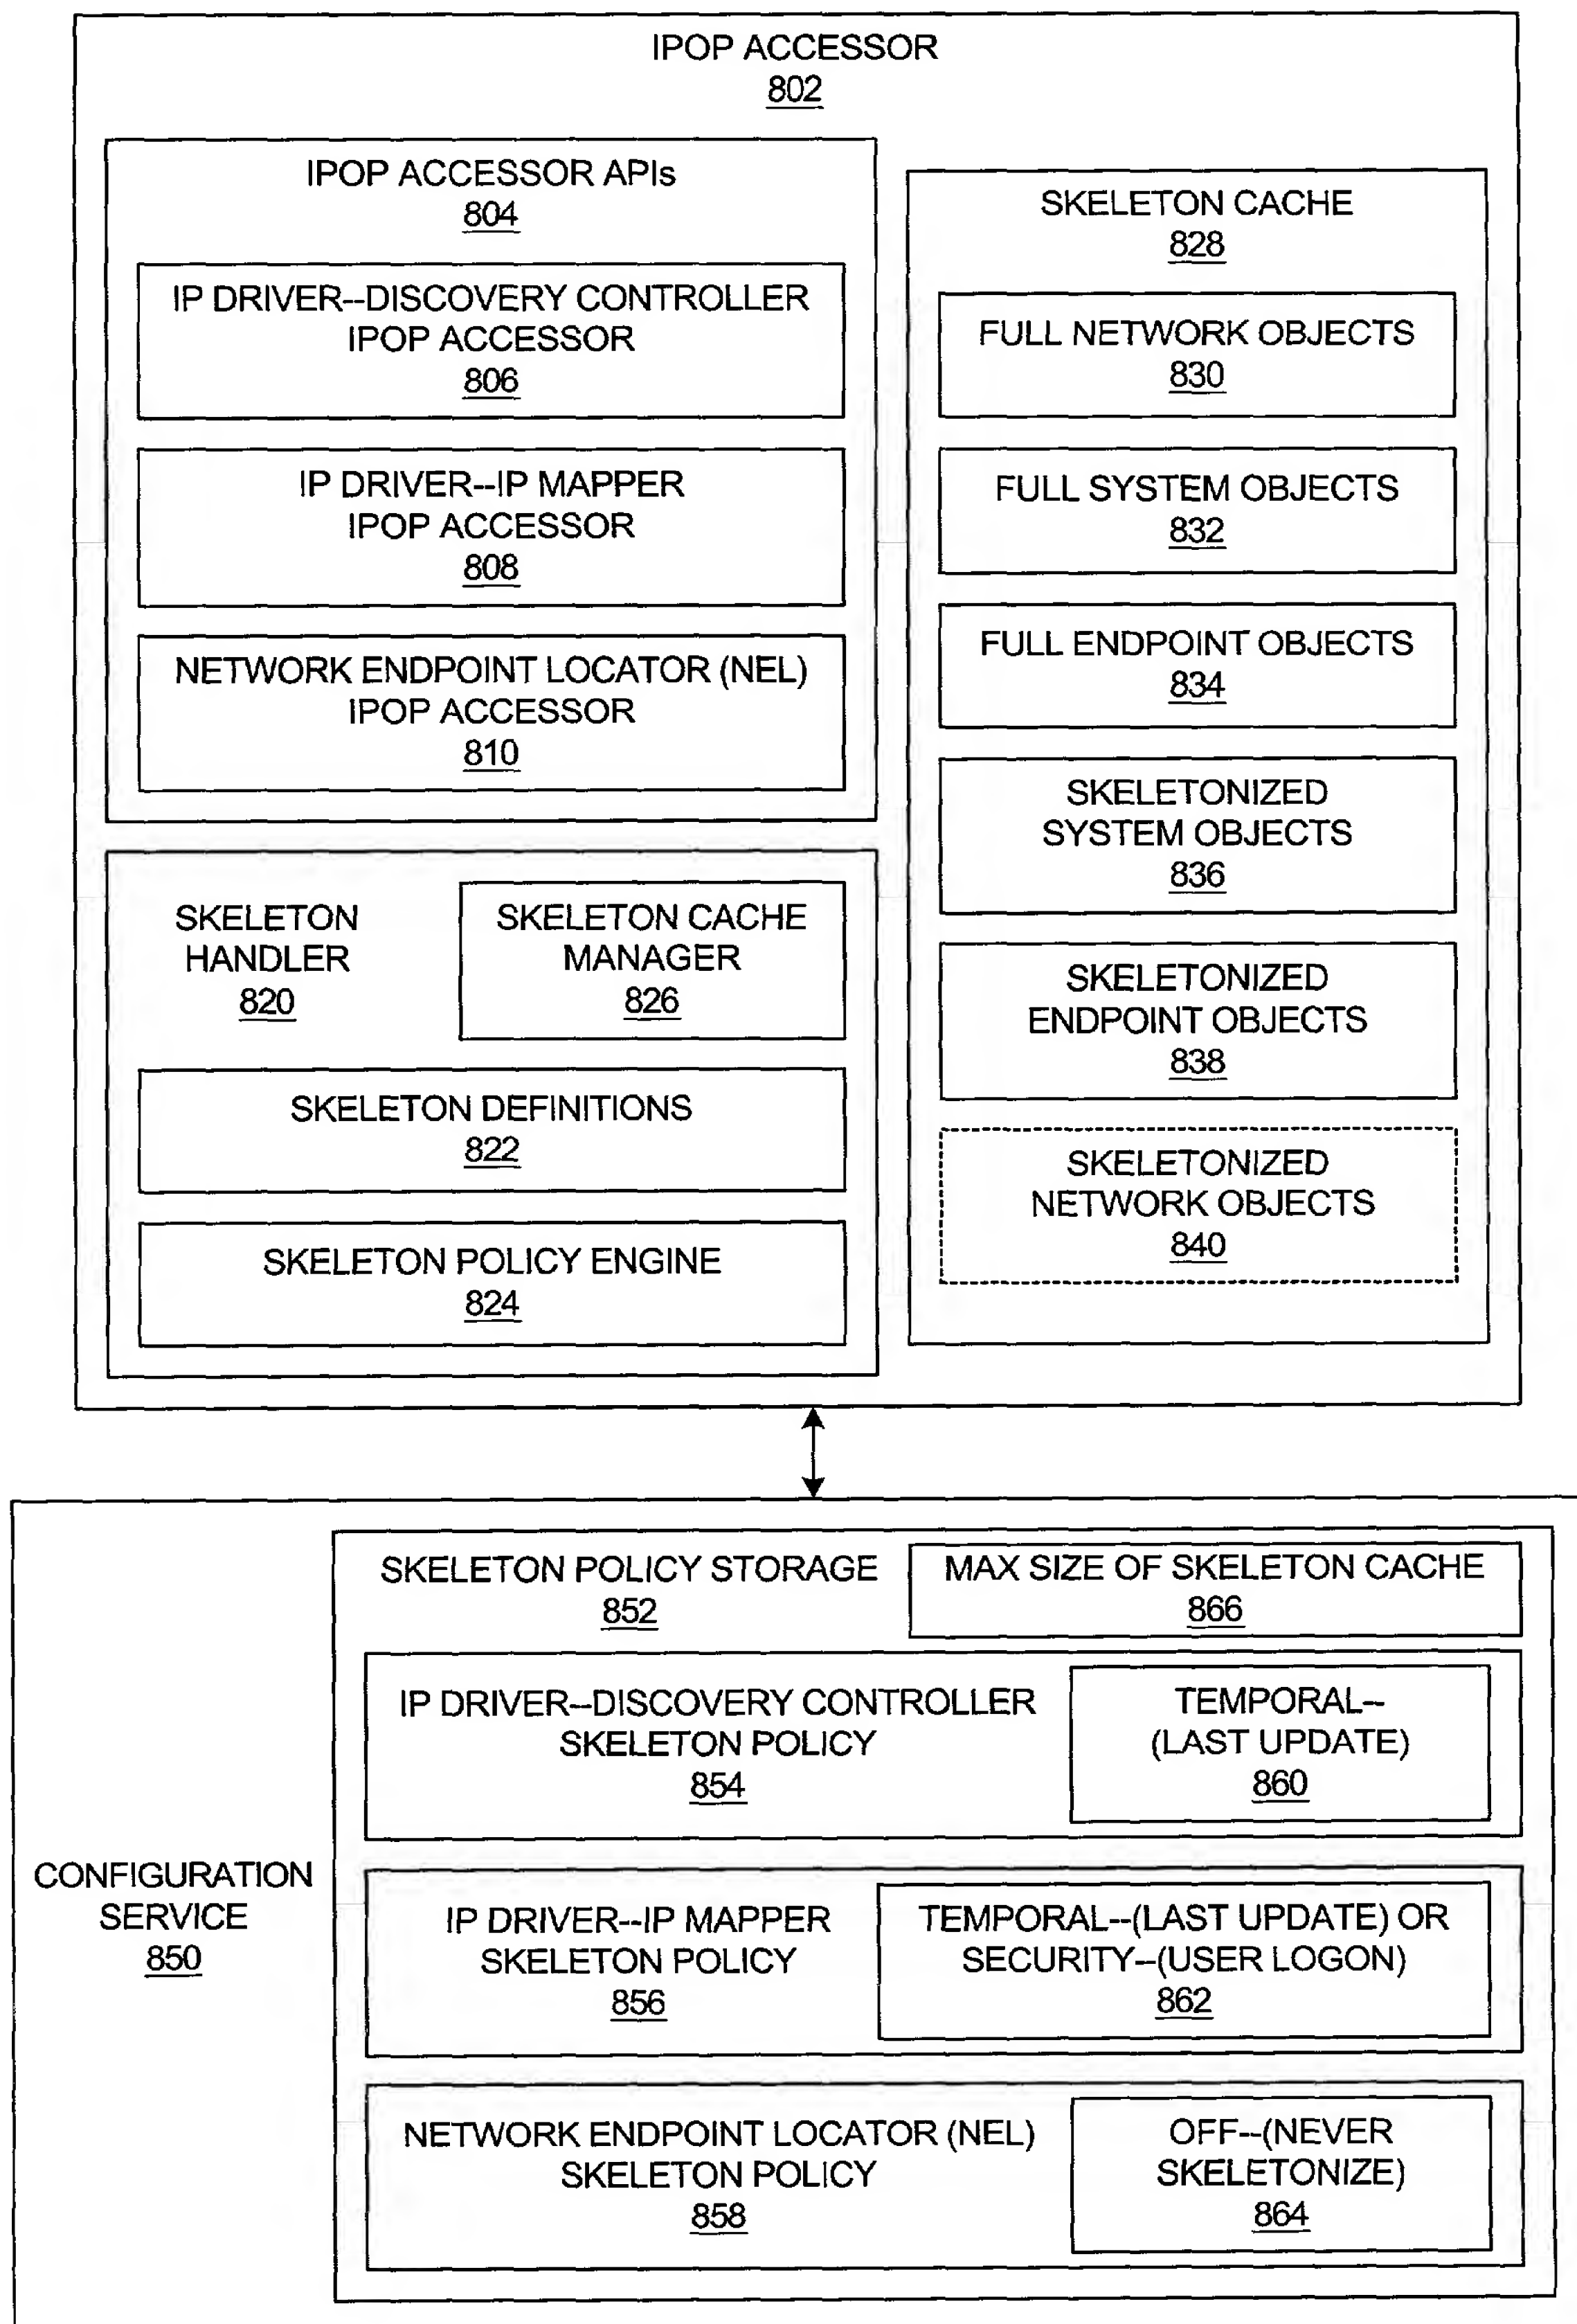 IPOP ACCESSOR
802
IPOP ACCESSOR APIs
804
IP DRIVER--DISCOVERY CONTROLLER
IPOP ACCESSOR
806
IP DRIVER--IP MAPPER
IPOP ACCESSOR
808
NETWORK ENDPOINT LOCATOR (NEL)
IPOP ACCESSOR
810
SKELETON
HANDLER
820
SKELETON CACHE
MANAGER
826
SKELETON DEFINITIONS
822
SKELETON POLICY ENGINE
824
SKELETON CACHE
828
FULL NETWORK OBJECTS
830
FULL SYSTEM OBJECTS
832
FULL ENDPOINT OBJECTS
834
SKELETONIZED
SYSTEM OBJECTS
836
SKELETONIZED
ENDPOINT OBJECTS
838
SKELETONIZED
NETWORK OBJECTS
840
CONFIGURATION
SERVICE
850
SKELETON POLICY STORAGE
852
MAX SIZE OF SKELETON CACHE
866
IP DRIVER--DISCOVERY CONTROLLER
SKELETON POLICY
854
TEMPORAL--
(LAST UPDATE)
860
IP DRIVER--IP MAPPER
SKELETON POLICY
856
TEMPORAL--(LAST UPDATE) OR
SECURITY--(USER LOGON)
862
NETWORK ENDPOINT LOCATOR (NEL)
SKELETON POLICY
858
OFF--(NEVER
SKELETONIZE)
864